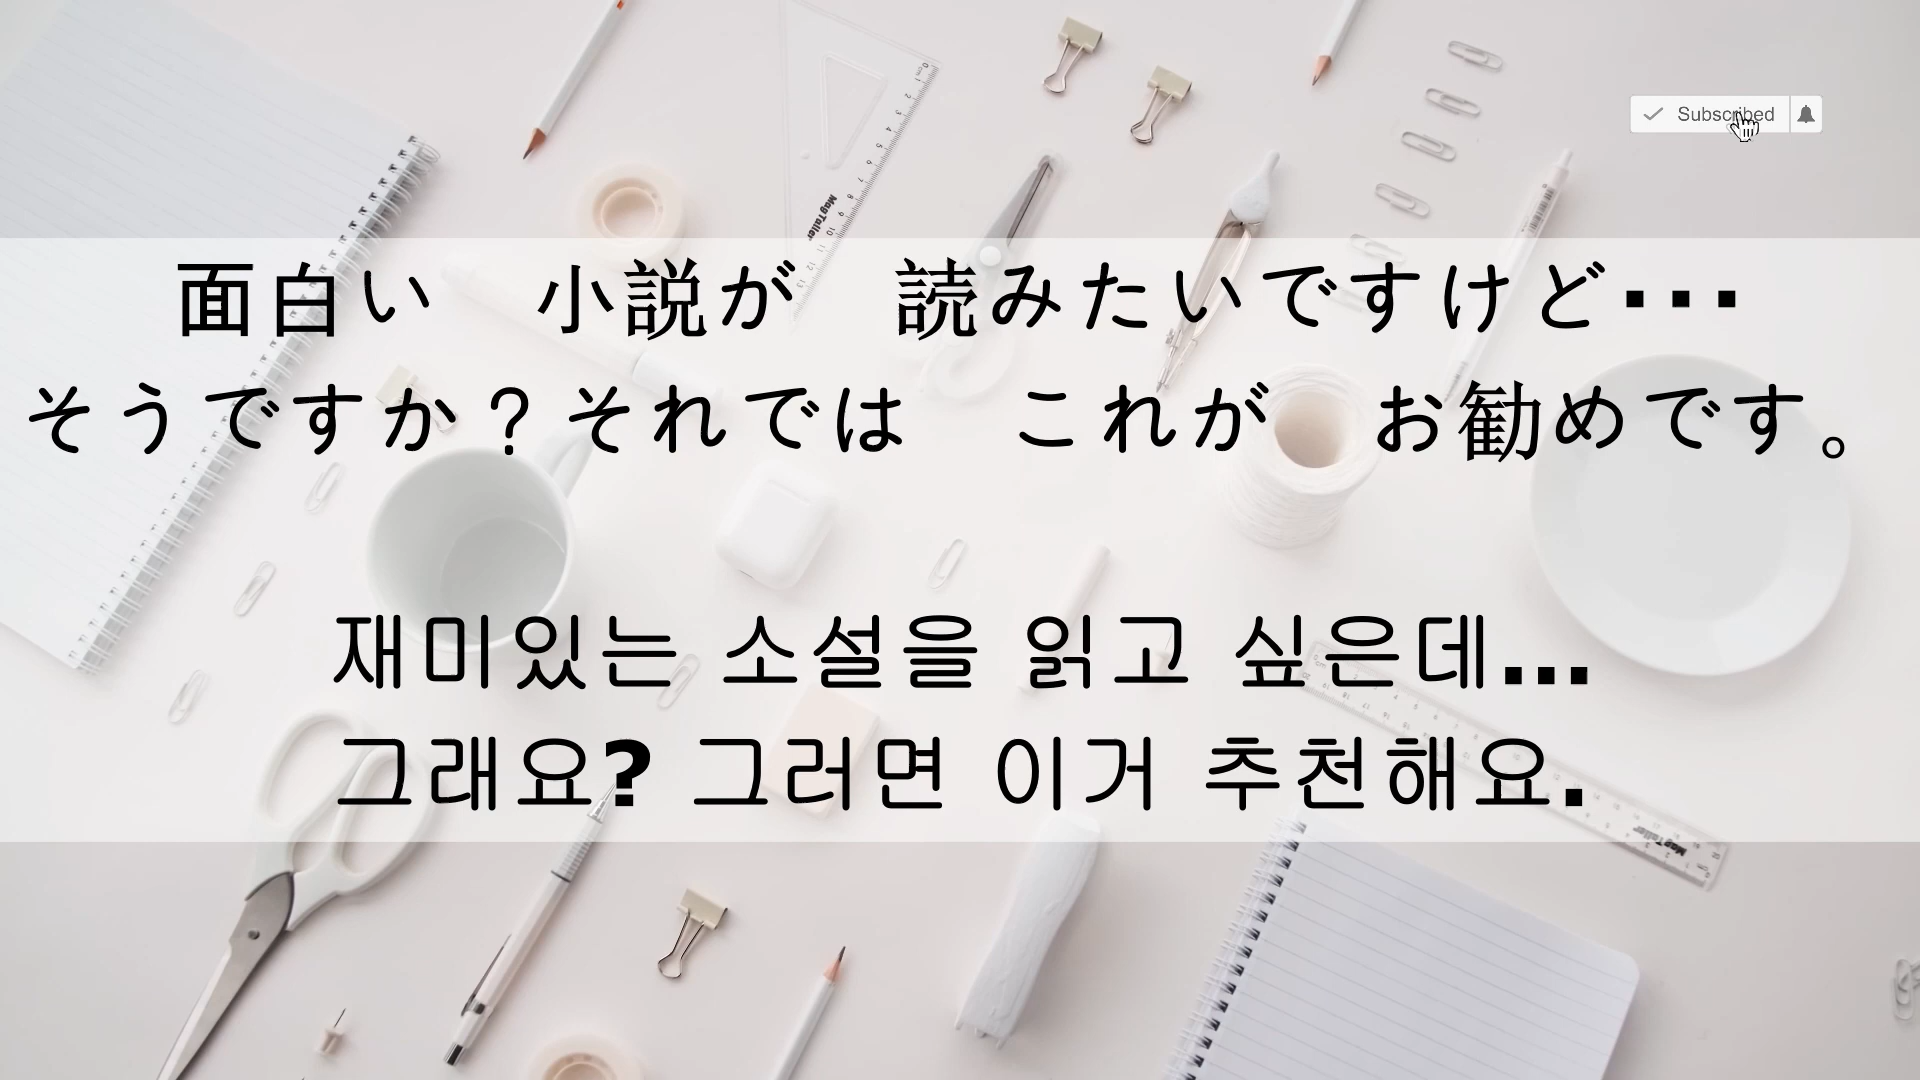 Subscribed
面白い　小説が　読みたいですけど･･･
そうですか？それでは　これが　お勧めです。
재미있는 소설을 읽고 싶은데...
그래요? 그러면 이거 추천해요.
MagTaller
MagTaller